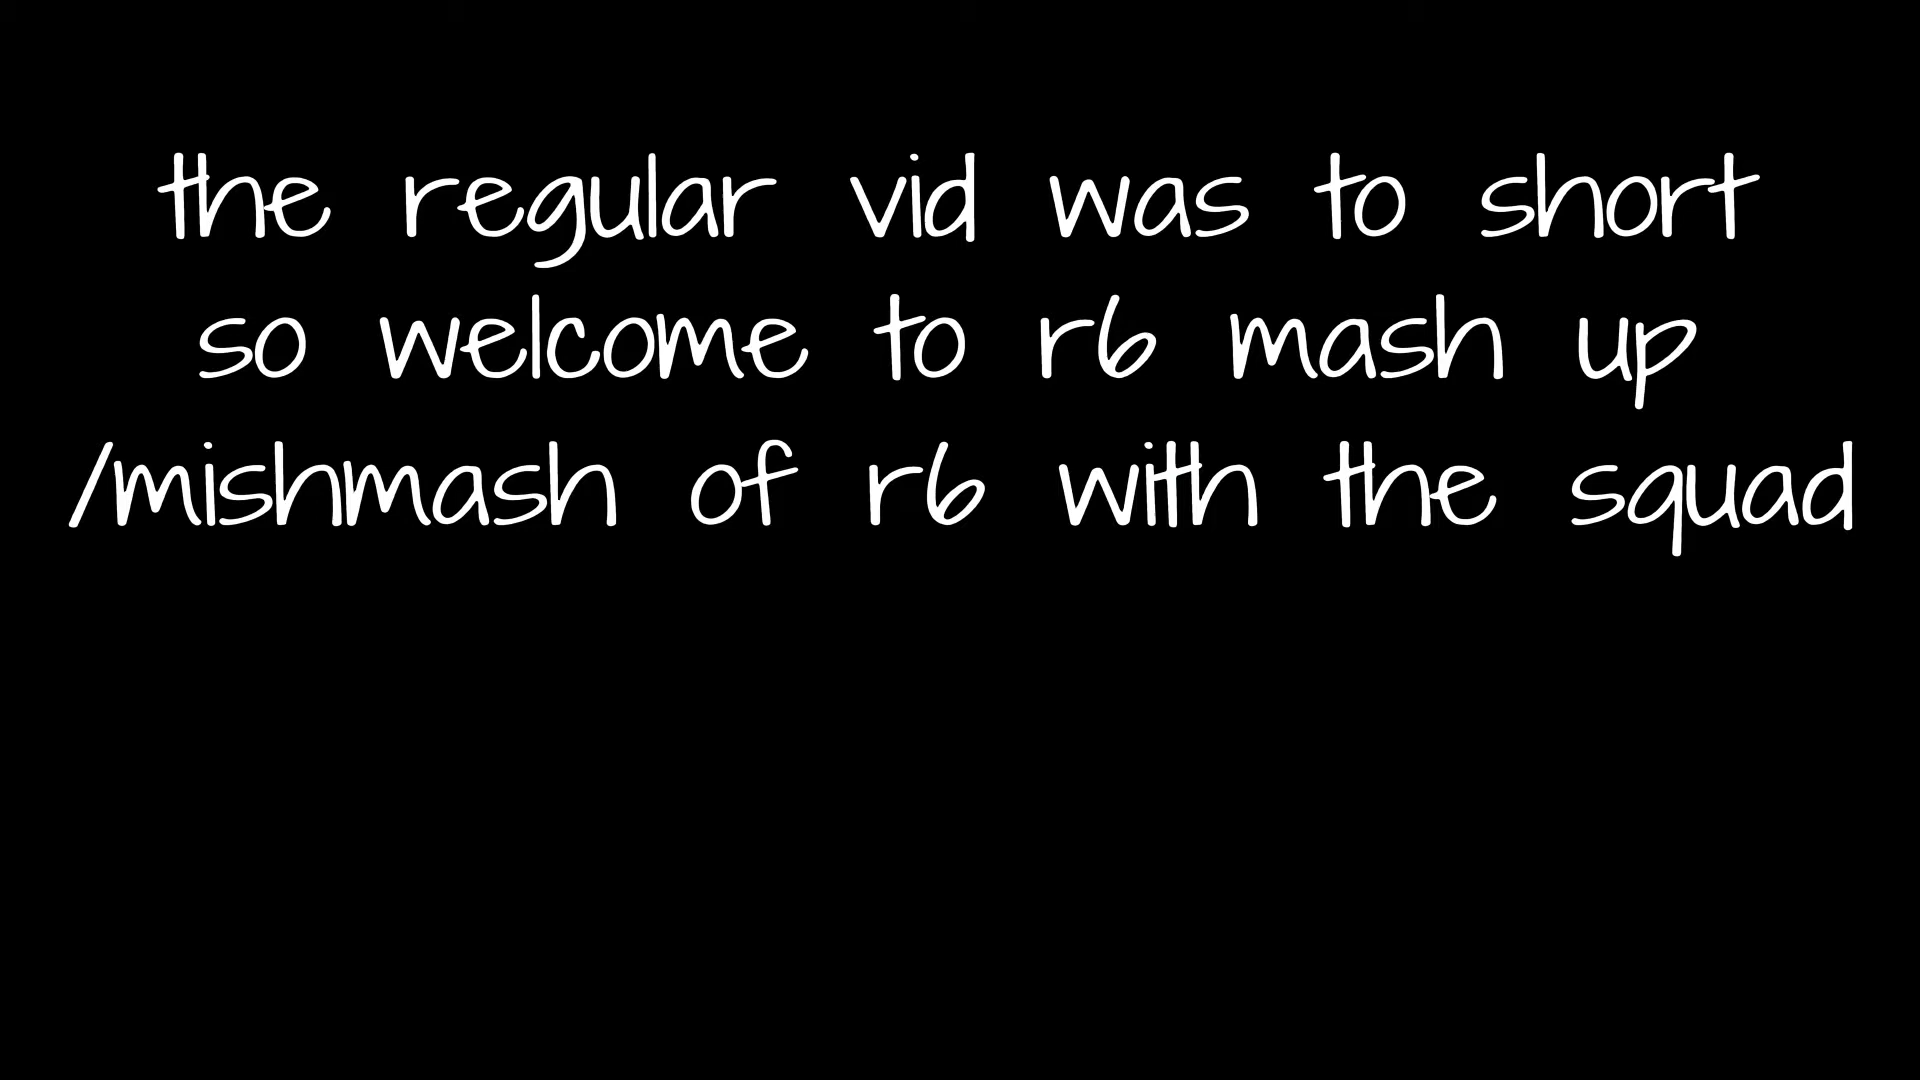 the regular vid was to short
so welcome to r6 mash up
/mishmash of r6 with the squad